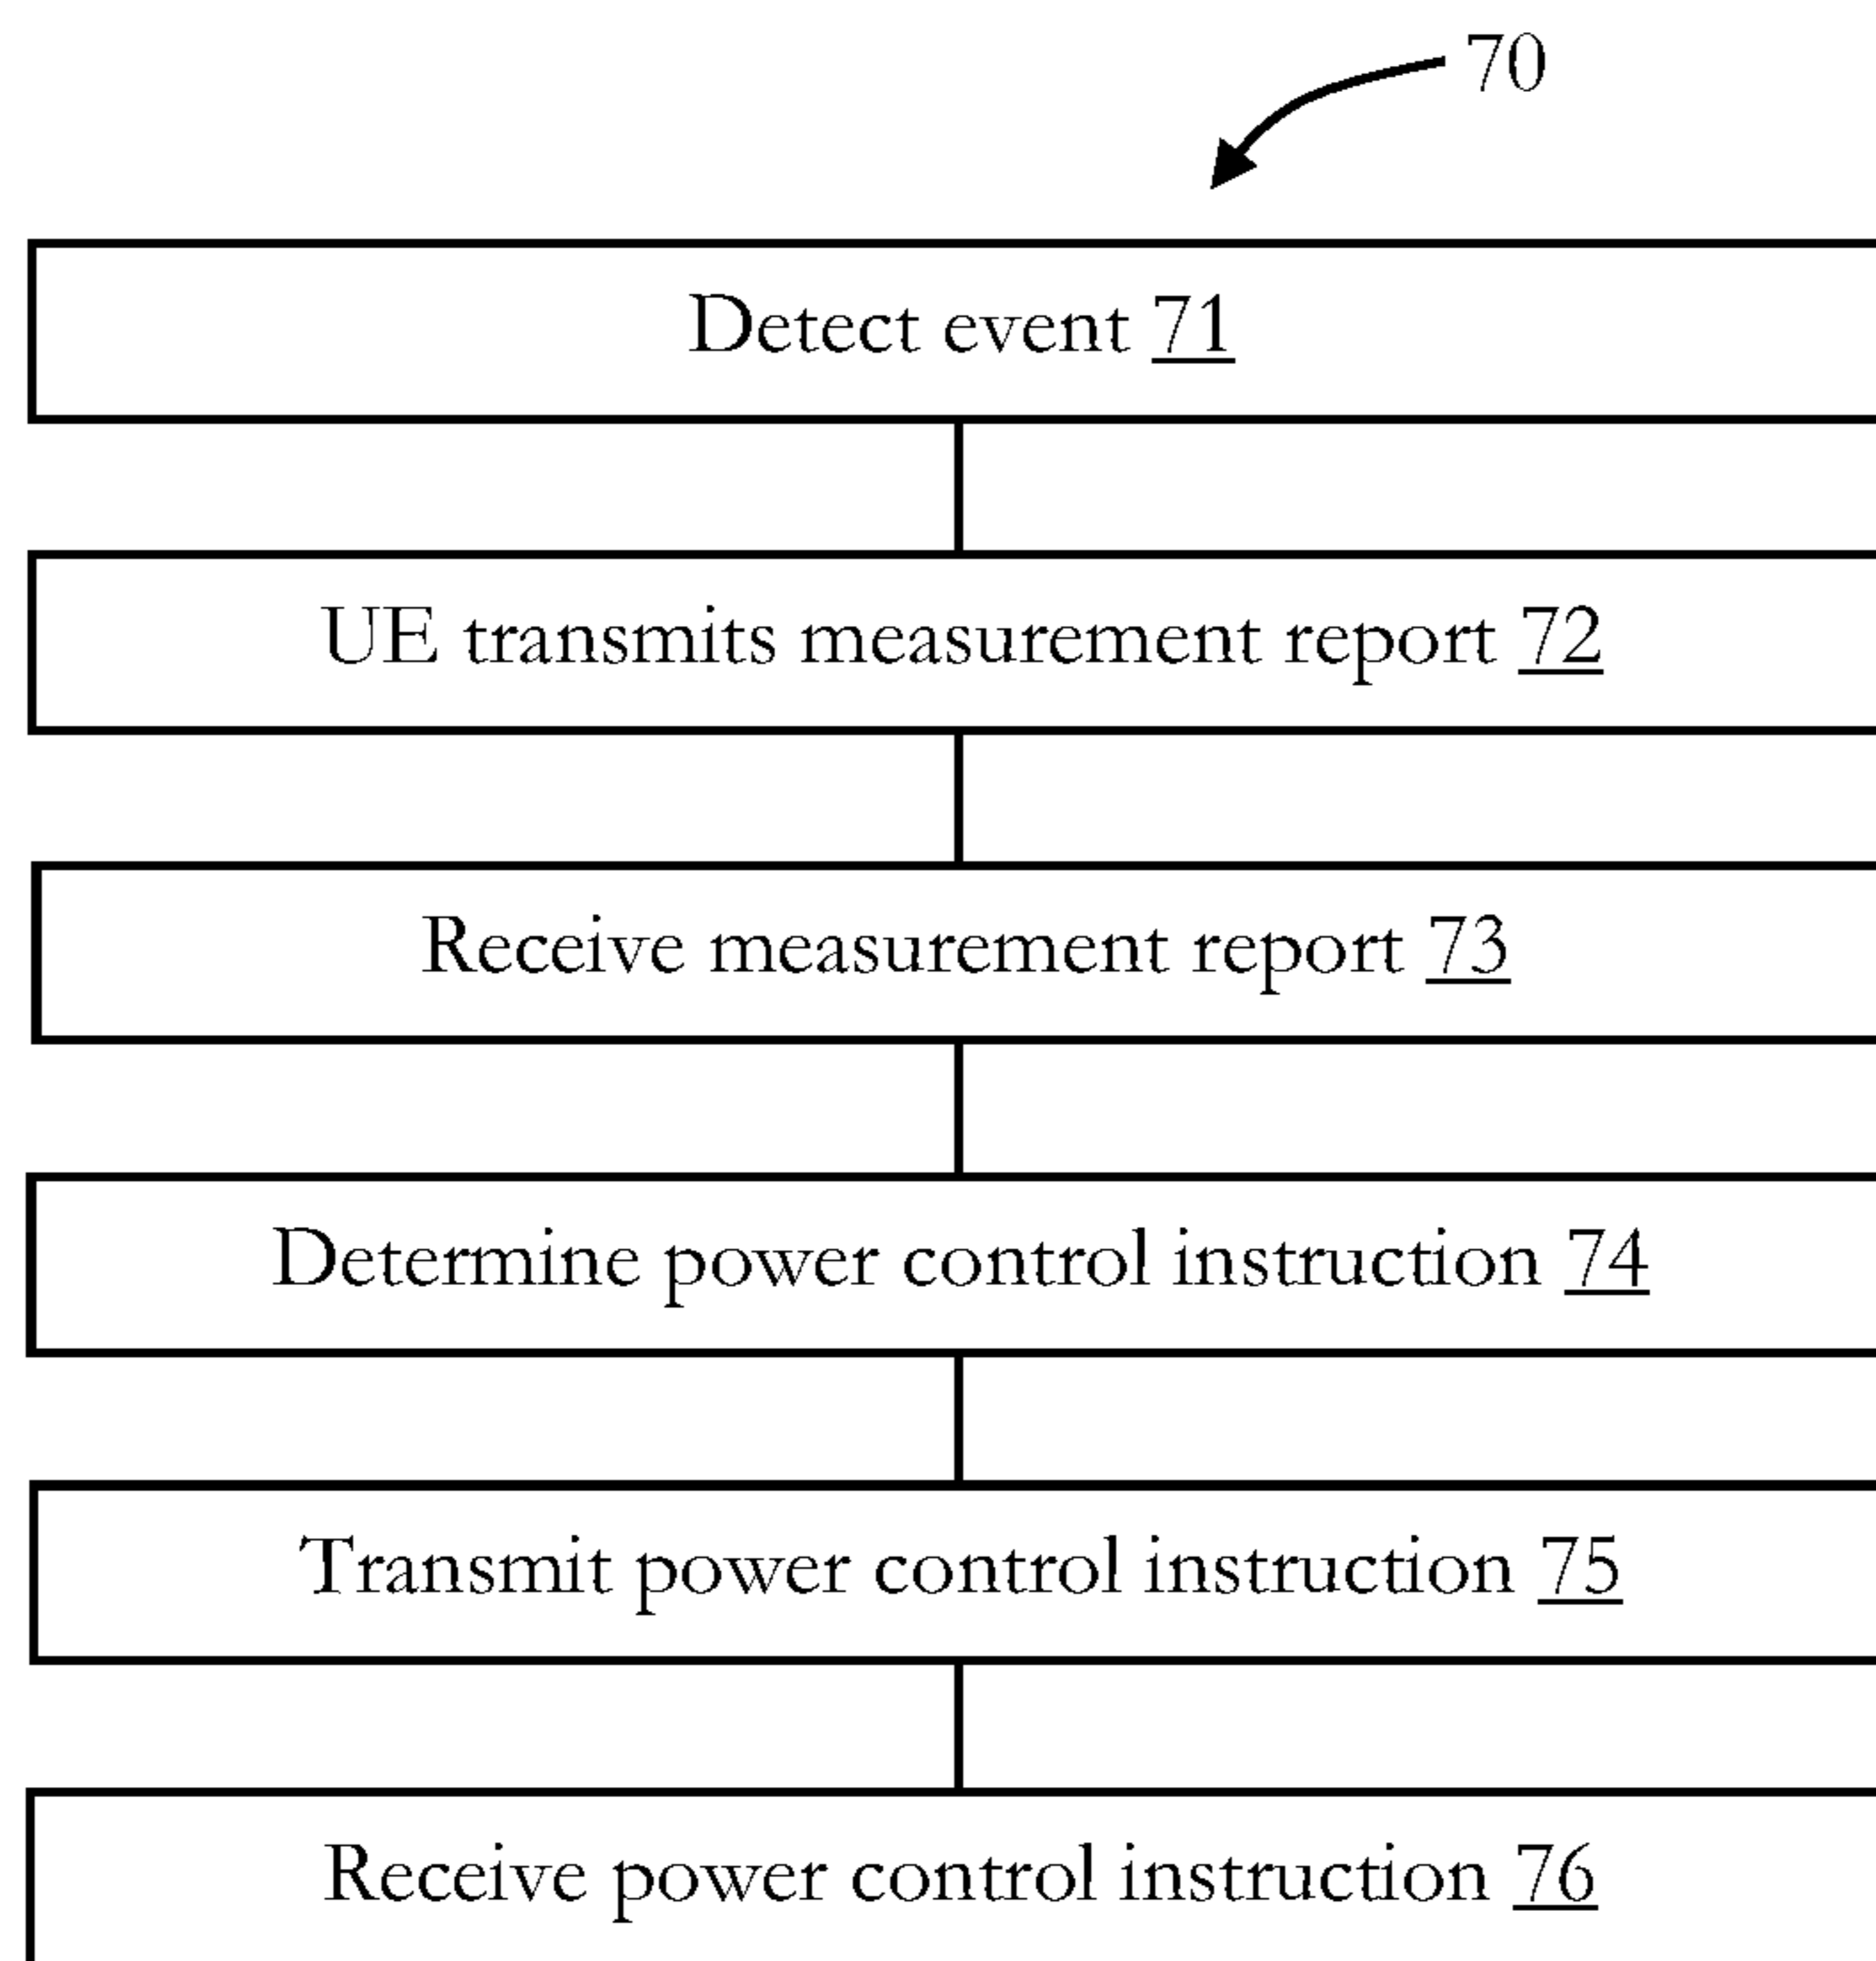 70
Detect event 71
UE transmits measurement report 72
Receive measurement report 73
Determine power control instruction 74
Transmit power control instruction 75
Receive power control instruction 76